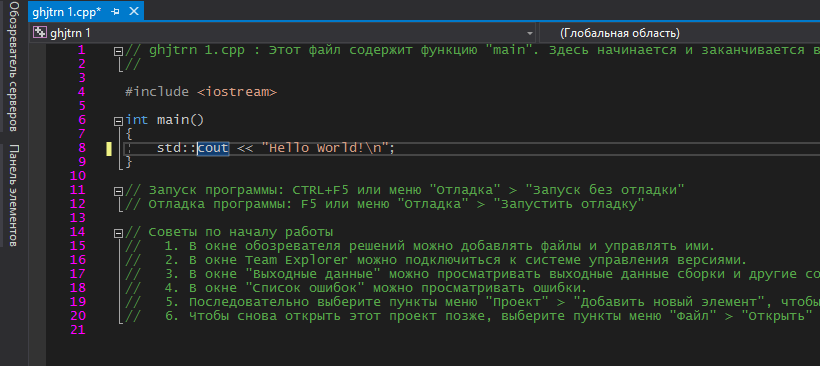 Обозреватель серверов
Панель элементов
ghjtrn 1.cpp*
ghjtrn 1
(Глобальная область)
1 // ghjtrn 1.cpp : Этот файл содержит функцию "main". Здесь начинается и заканчивается в
2 //
3
4 #include <iostream>
5
6 int main()
7 {
8 std::cout << "Hello World!\n";
9 }
10
11 // Запуск программы: CTRL+F5 или меню "Отладка" > "Запуск без отладки"
12 // Отладка программы: F5 или меню "Отладка" > "Запустить отладку"
13
14 // Советы по началу работы
15 // 1. В окне обозревателя решений можно добавлять файлы и управлять ими.
16 // 2. В окне Team Explorer можно подключиться к системе управления версиями.
17 // 3. В окне "Выходные данные" можно просматривать выходные данные сборки и другие со
18 // 4. В окне "Список ошибок" можно просматривать ошибки.
19 // 5. Последовательно выберите пункты меню "Проект" > "Добавить новый элемент", чтобы
20 // 6. Чтобы снова открыть этот проект позже, выберите пункты меню "Файл" > "Открыть"
21